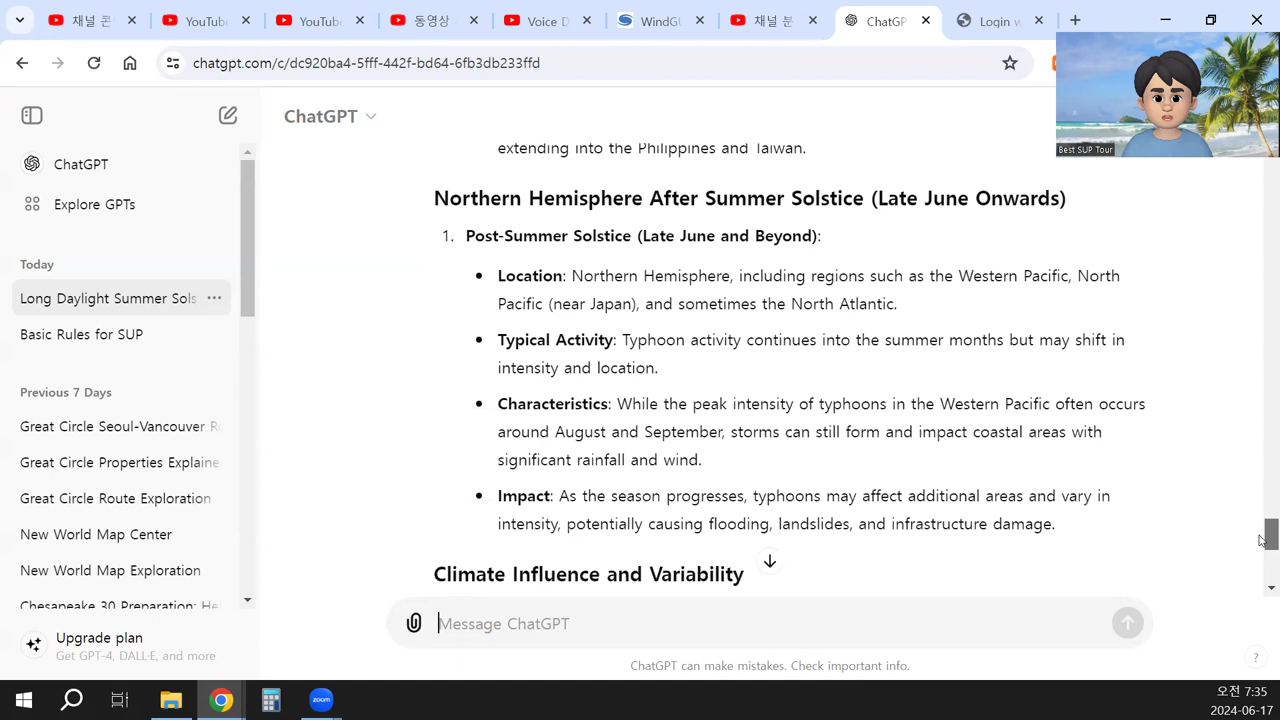 채널 콘
YouTube
YouTube
동영상
Voice D
WindGU
채널 분
ChatGP
Login w
chatgpt.com/c/dc920ba4-5fff-442f-bd64-6fb3db233ffd
Best SUP Tour
ChatGPT
ChatGPT
Explore GPTs
Today
Long Daylight Summer Sols
Basic Rules for SUP
Previous 7 Days
Great Circle Seoul-Vancouver R
Great Circle Properties Explaine
Great Circle Route Exploration
New World Map Center
New World Map Exploration
Chesapeake 30 Preparation: He
Upgrade plan
Get GPT-4, DALL·E, and more
extending into the Philippines and Taiwan.
Northern Hemisphere After Summer Solstice (Late June Onwards)
1. Post-Summer Solstice (Late June and Beyond):
Location: Northern Hemisphere, including regions such as the Western Pacific, North
Pacific (near Japan), and sometimes the North Atlantic.
Typical Activity: Typhoon activity continues into the summer months but may shift in
intensity and location.
Characteristics: While the peak intensity of typhoons in the Western Pacific often occurs
around August and September, storms can still form and impact coastal areas with
significant rainfall and wind.
Impact: As the season progresses, typhoons may affect additional areas and vary in
intensity, potentially causing flooding, landslides, and infrastructure damage.
Climate Influence and Variability
Message ChatGPT
ChatGPT can make mistakes. Check important info.
?
zoom
오전 7:35
2024-06-17